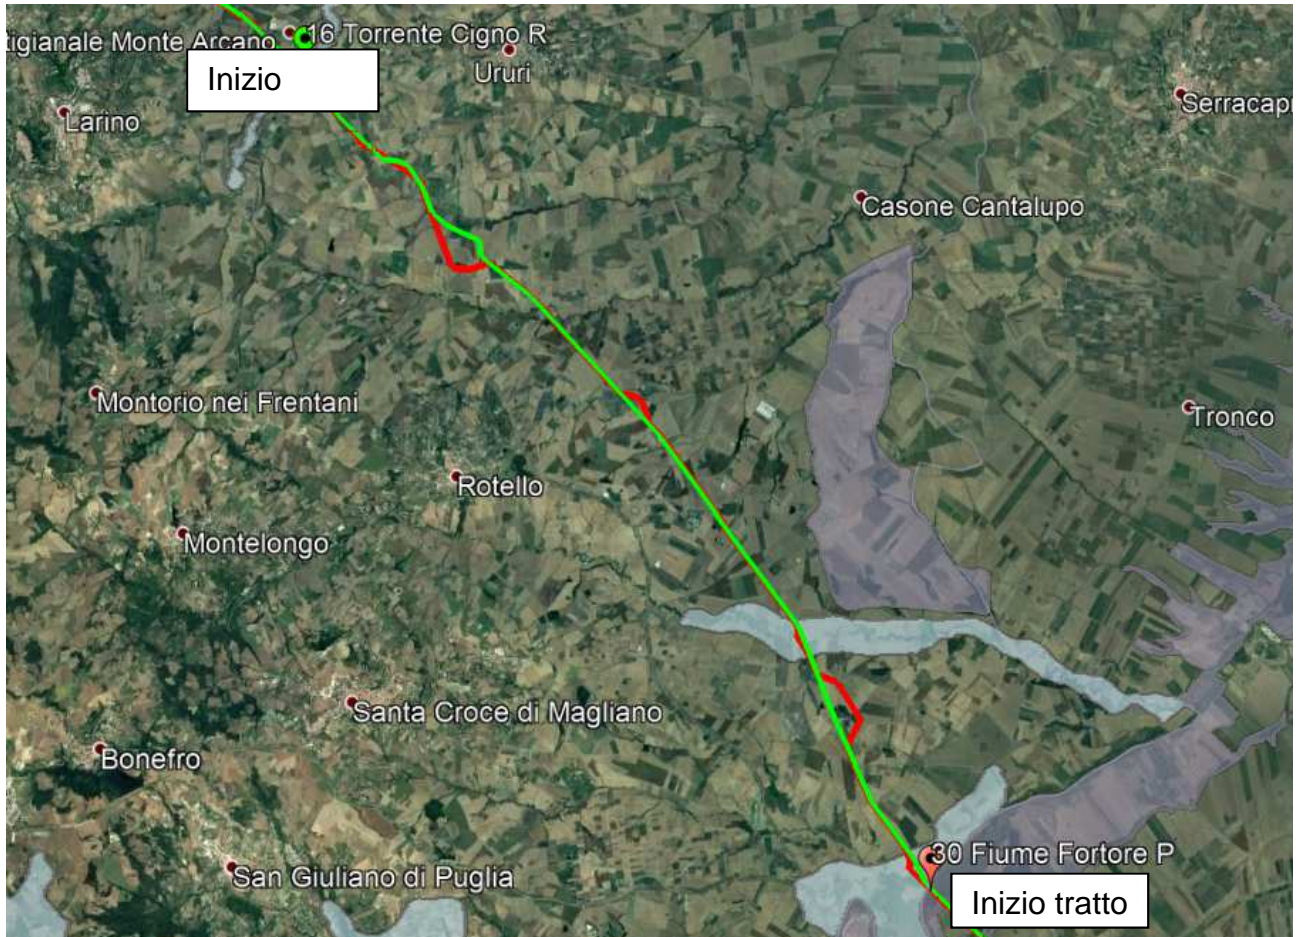 16 Torrente Cigno R
tigianale Monte Arcano
Ururi
Inizio
Larino
Serracapr
Casone Cantalupo
Montorio nei Frentani
Tronco
Rotello
Montelongo
Santa Croce di Magliano
Bonefro
30 Fiume Fortore P
San Giuliano di Puglia
Inizio tratto